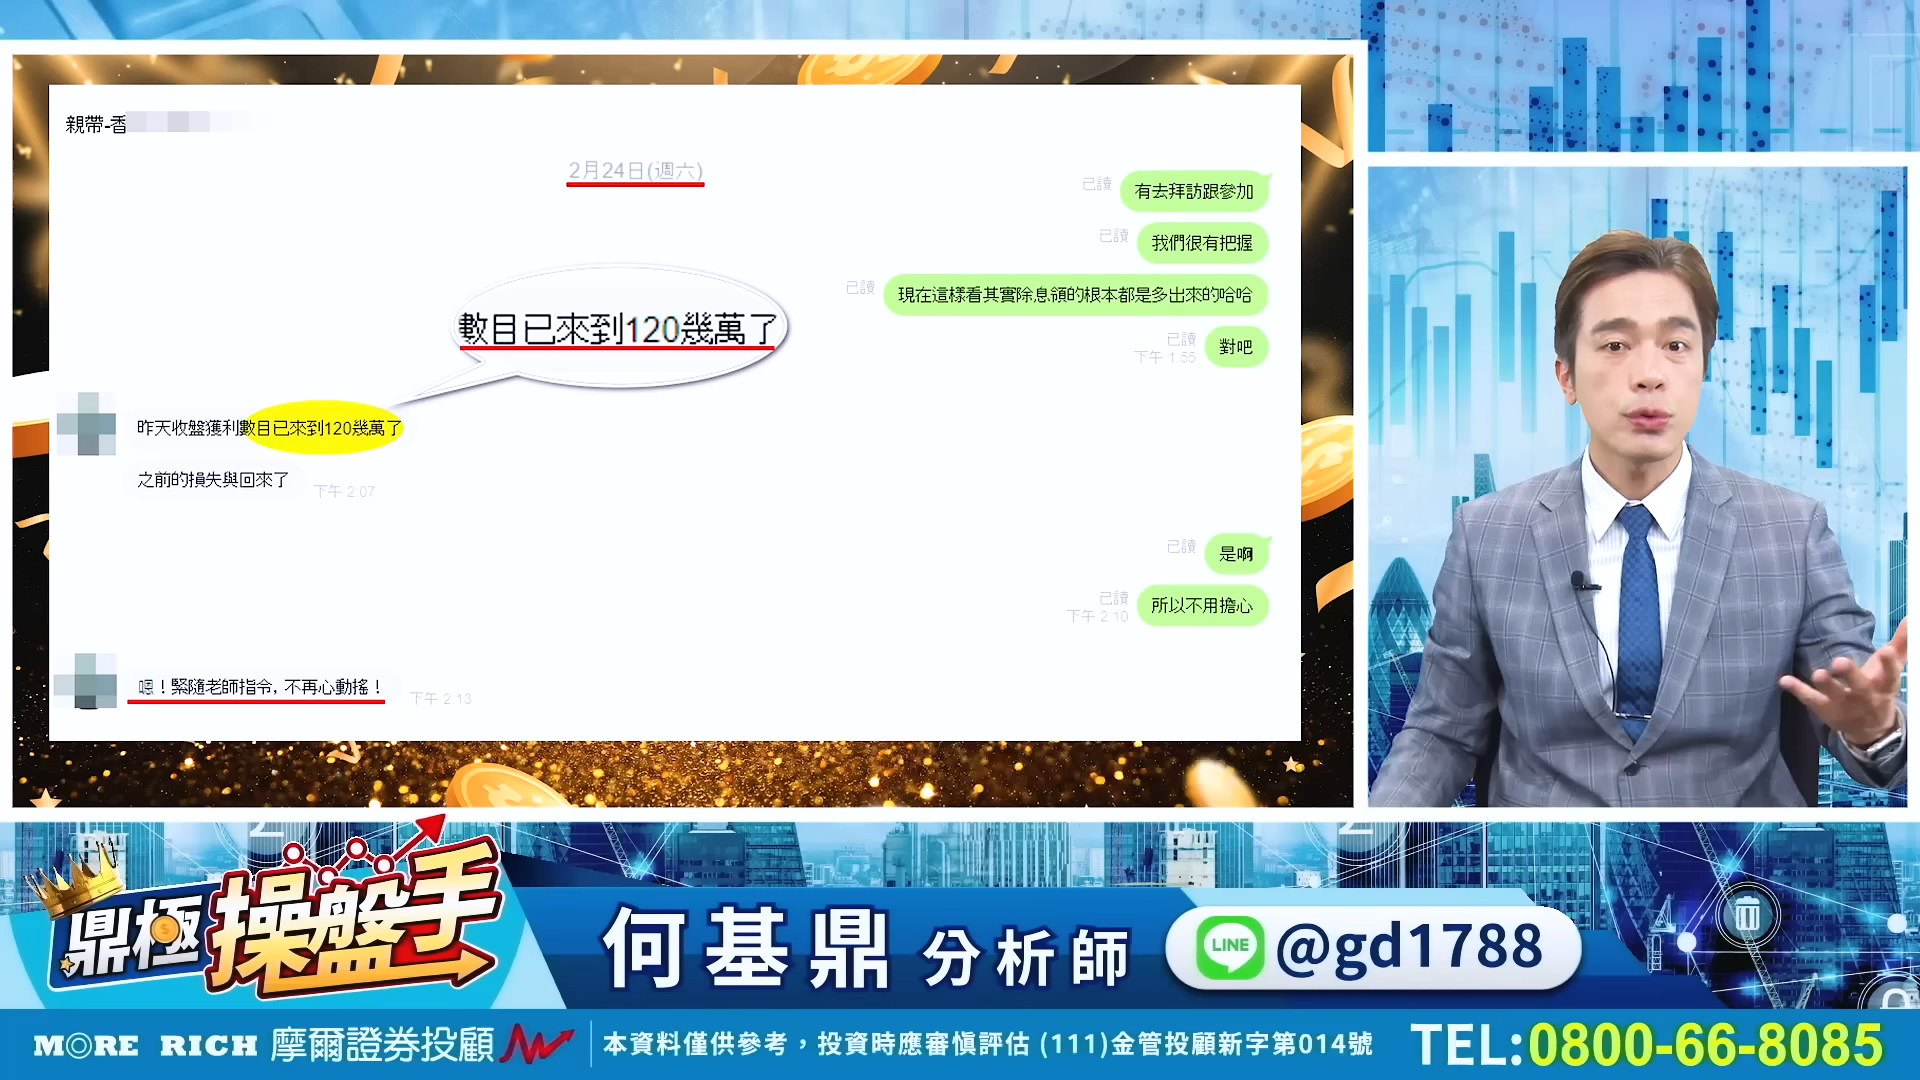 親帶-香
2月24日(週六)
已讀
有去拜訪跟參加
已讀
我們很有把握
已讀
現在這樣看其實除息領的根本都是多出來的哈哈
已讀
下午 1:55
對吧
數目已來到120幾萬了
昨天收盤獲利數目已來到120幾萬了
之前的損失與回來了
下午 2:07
已讀
是啊
已讀
下午 2:10
所以不用擔心
嗯！緊隨老師指令, 不再心動搖！
下午 2:13
鼎極操盤手
何基鼎 分析師
LINE
@gd1788
MORE RICH 摩爾證券投顧
本資料僅供參考，投資時應審慎評估 (111)金管投顧新字第014號
TEL:0800-66-8085